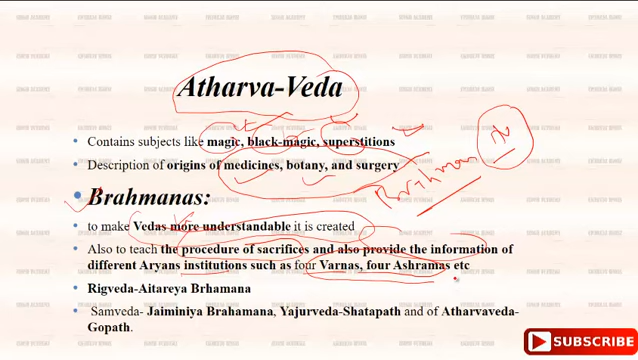 Atharva-Veda
• Contains subjects like magic, black-magic, superstitions
• Description of origins of medicines, botany, and surgery
• Brahmanas:
• to make Vedas more understandable it is created
• Also to teach the procedure of sacrifices and also provide the information of
different Aryans institutions such as four Varnas, four Ashramas etc
• Rigveda-Aitareya Brhamana
• Samveda- Jaiminiya Brahamana, Yajurveda-Shatapath and of Atharvaveda-
Gopath.
SUBSCRIBE